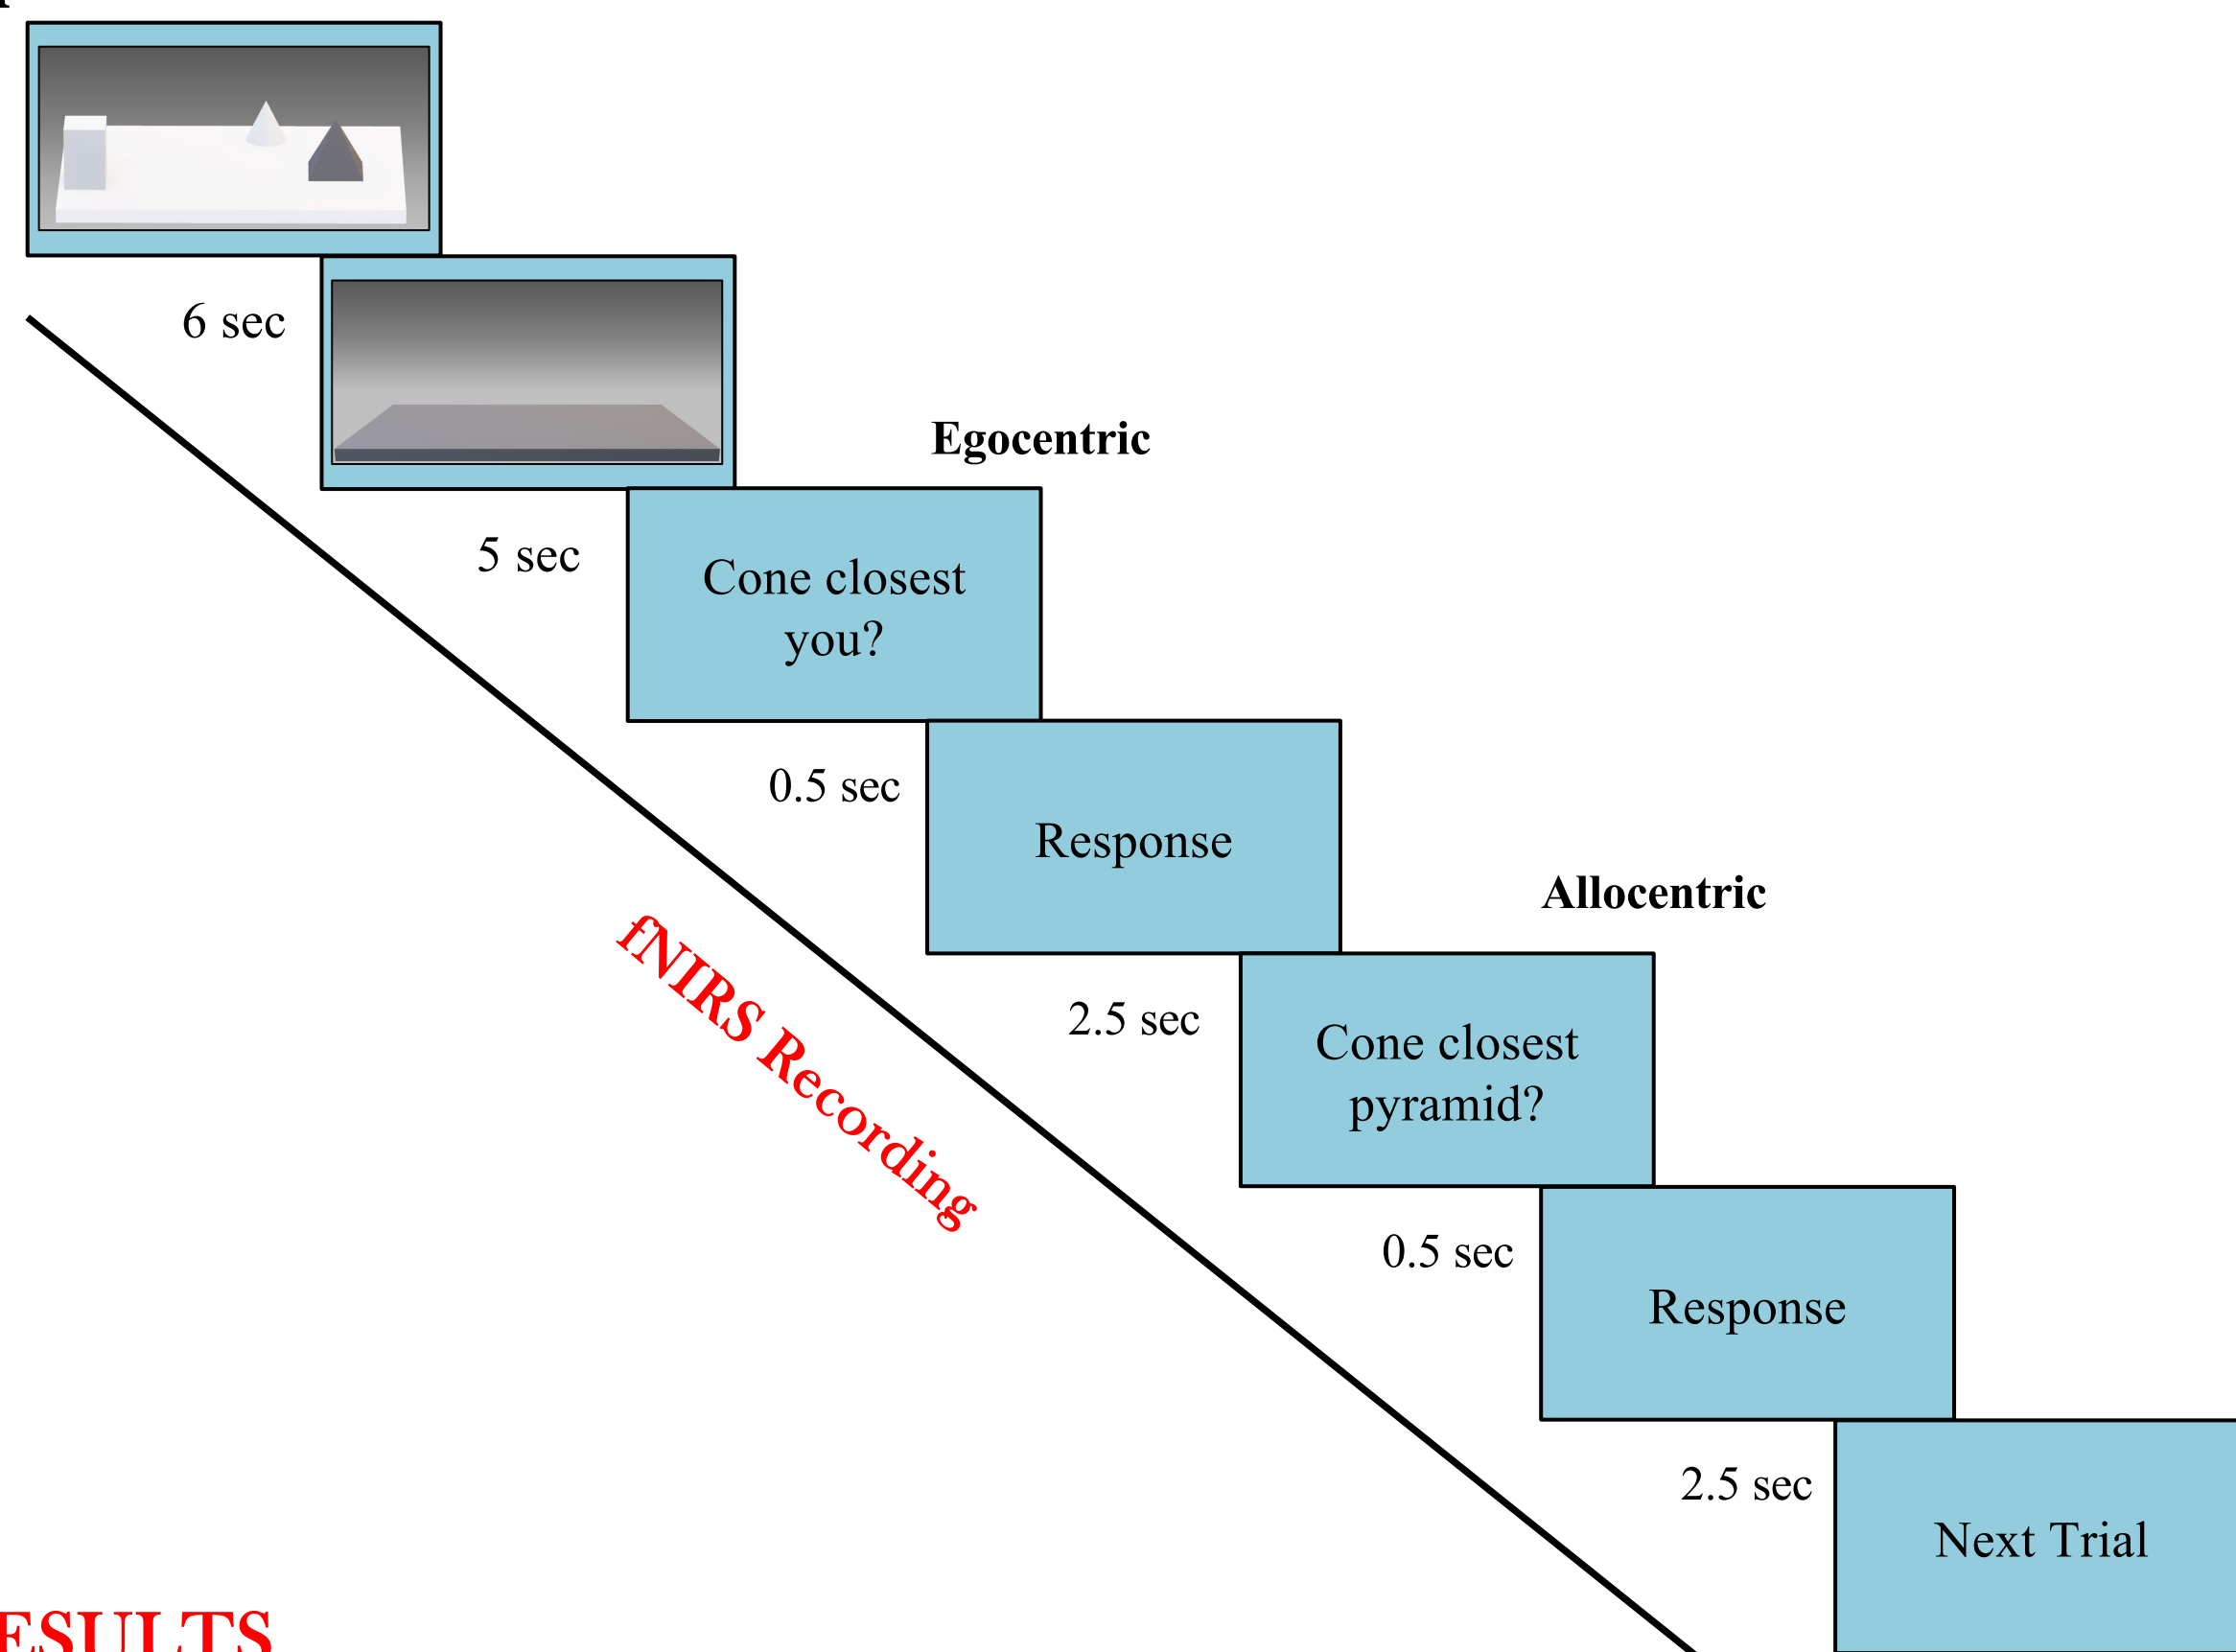 6 sec
Egocentric
5 sec
Cone closest
you?
0.5 sec
Response
Allocentric
fNIRS Recording
2.5 sec
Cone closest
pyramid?
0.5 sec
Response
2.5 sec
Next Trial
ESULTS